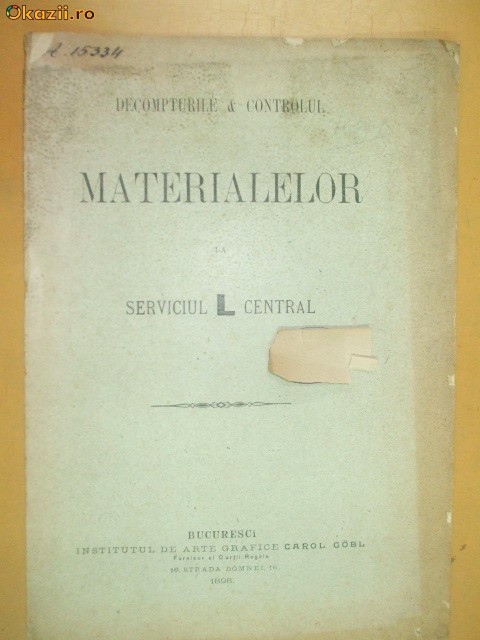 Okazii.ro
A. 15334
DECOMPTURILE & CONTROLUL
MATERIALELOR
LA
SERVICIUL L CENTRAL
BUCURESCI
INSTITUTUL DE ARTE GRAFICE CAROL GÖBL
Furnisor al Curții Regale
16, STRADA DOMNEI, 16.
1898